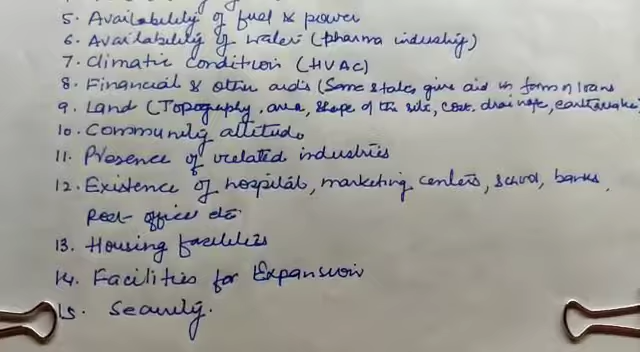 5. Availability of fuel & power
6. Availability of water (pharma industry)
7. Climatic condition (HVAC)
8. Financial & other aids (Some states give aid in form of loans
9. Land (Topography, area, shape of the site, cost, drainage, earthquake)
10. Community attitude
11. Presence of related industries
12. Existence of hospital, marketing centers, school, banks,
Post office etc
13. Housing facilities
14. Facilities for Expansion
15. Security.